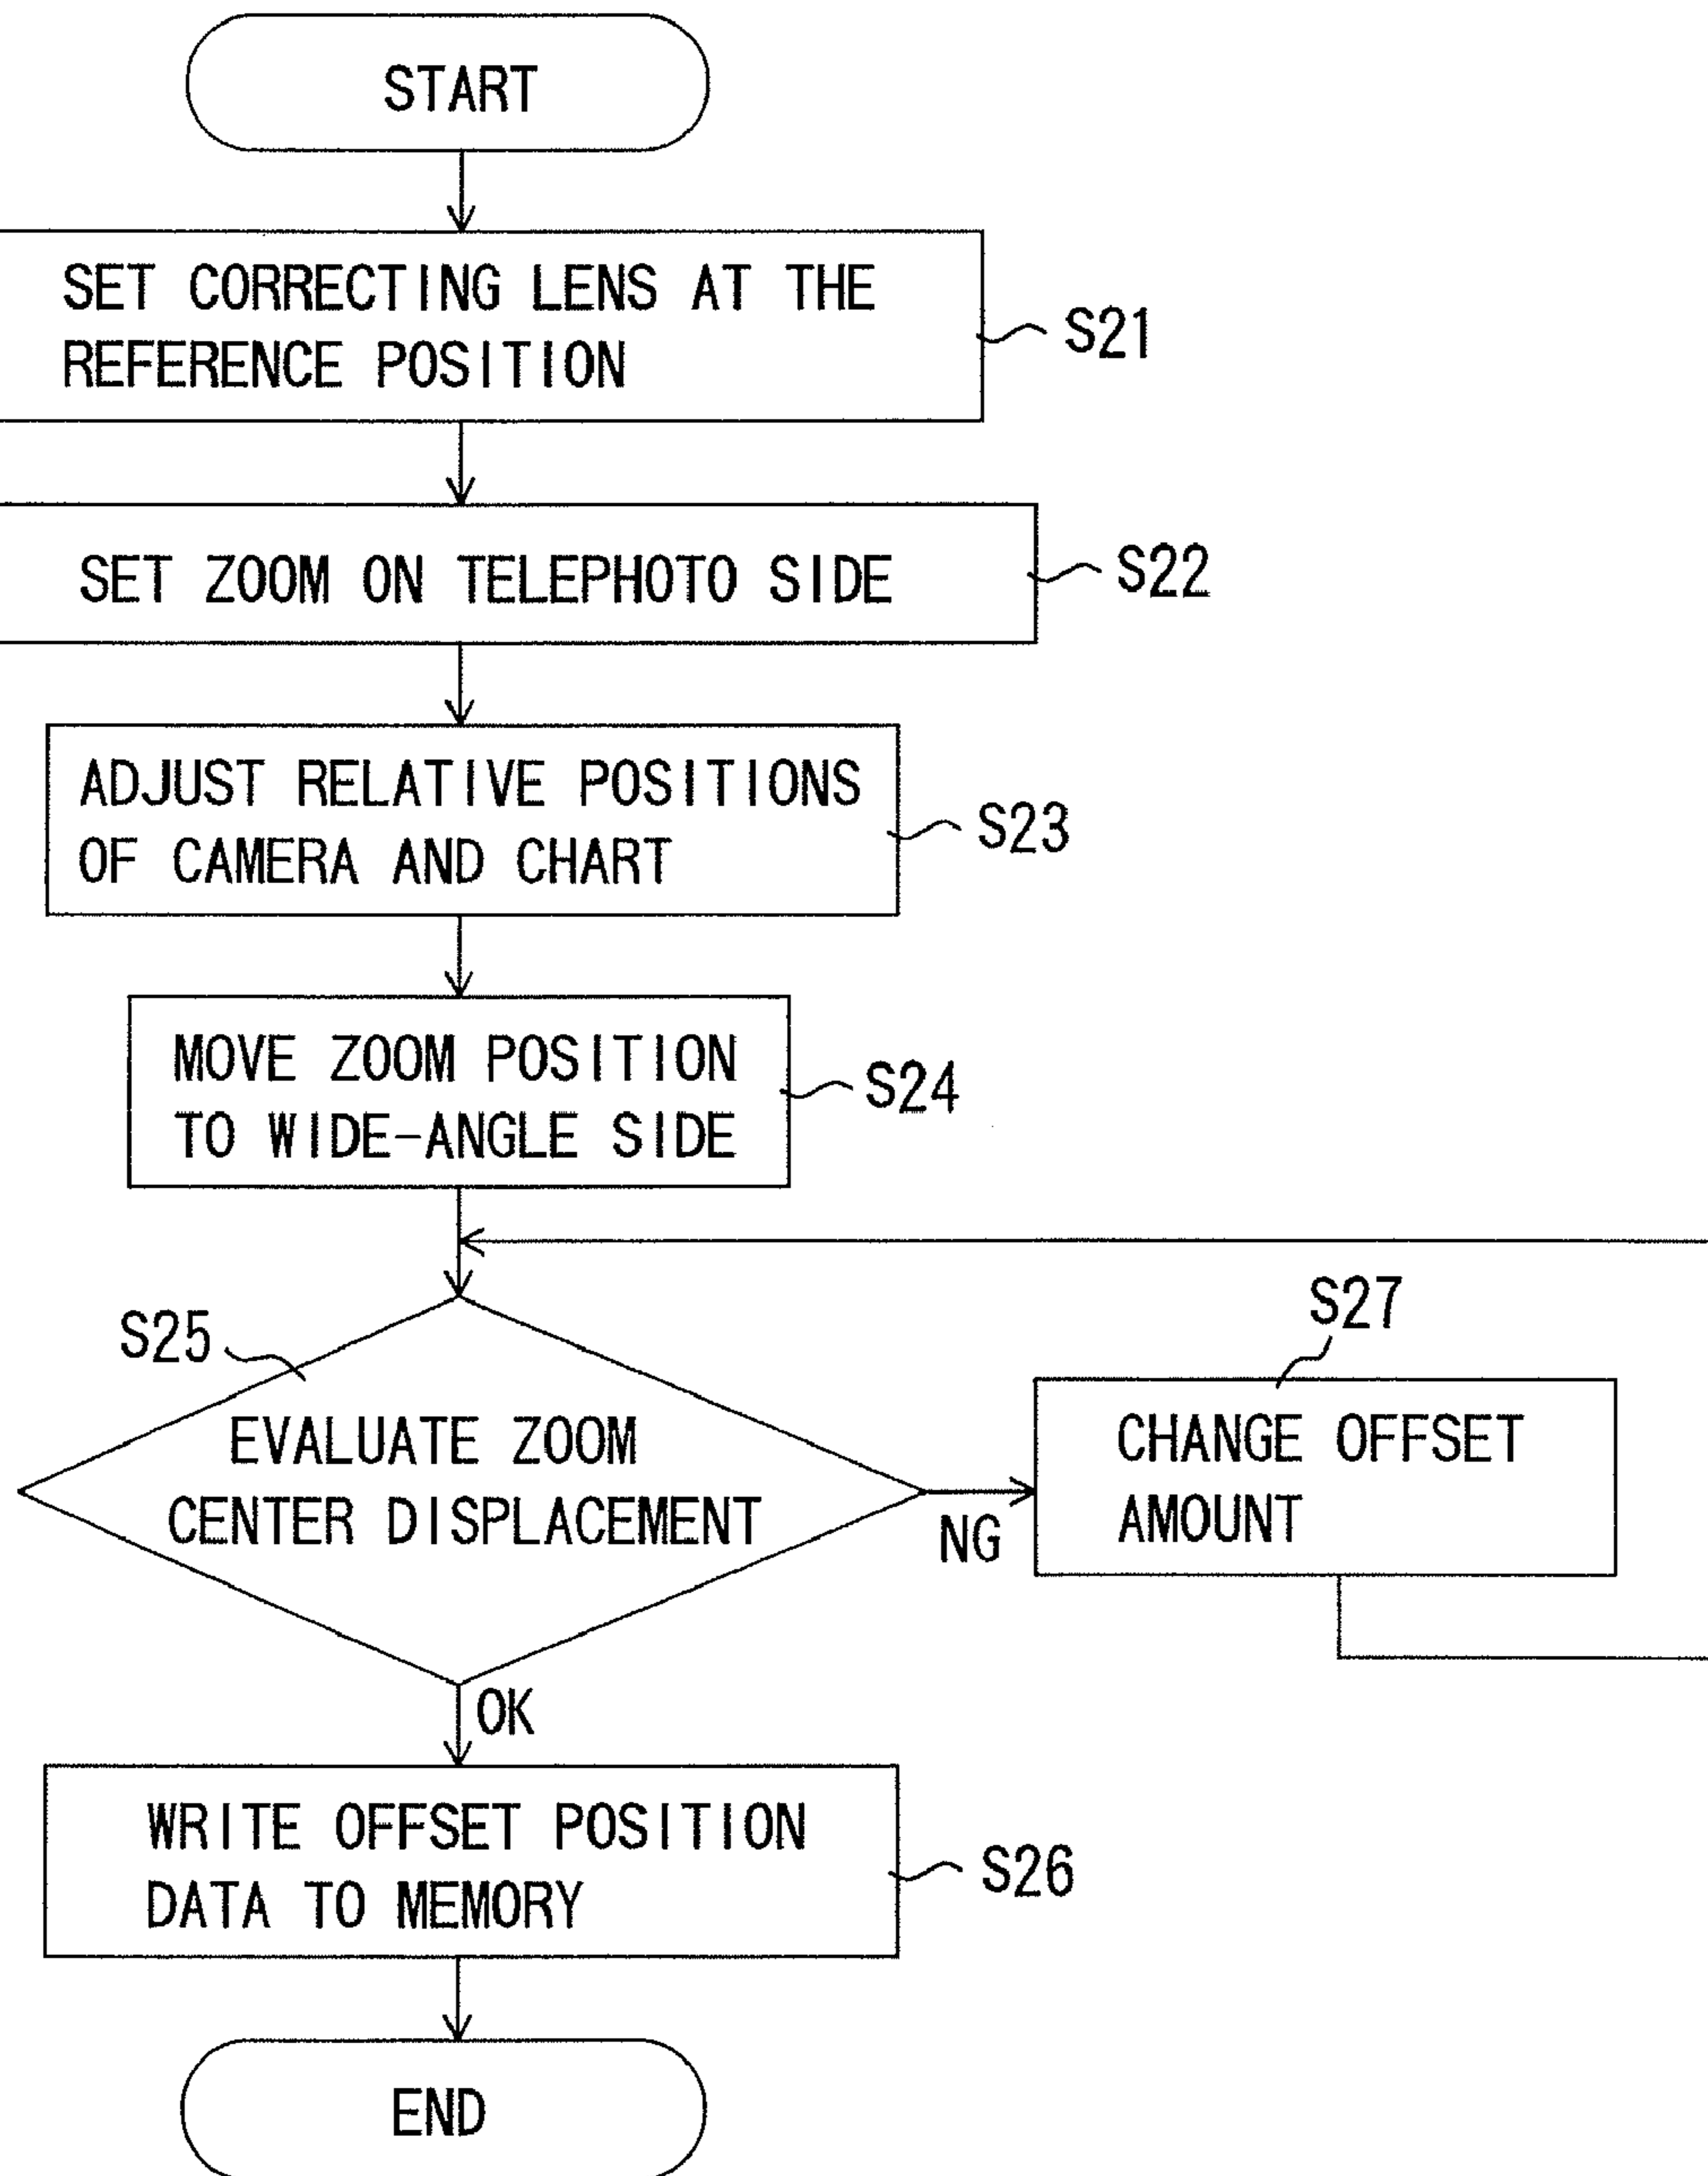 START
SET CORRECTING LENS AT THE
REFERENCE POSITION
S21
SET ZOOM ON TELEPHOTO SIDE
S22
ADJUST RELATIVE POSITIONS
OF CAMERA AND CHART
S23
MOVE ZOOM POSITION
TO WIDE-ANGLE SIDE
S24
S25
EVALUATE ZOOM
CENTER DISPLACEMENT
NG
S27
CHANGE OFFSET
AMOUNT
OK
WRITE OFFSET POSITION
DATA TO MEMORY
S26
END